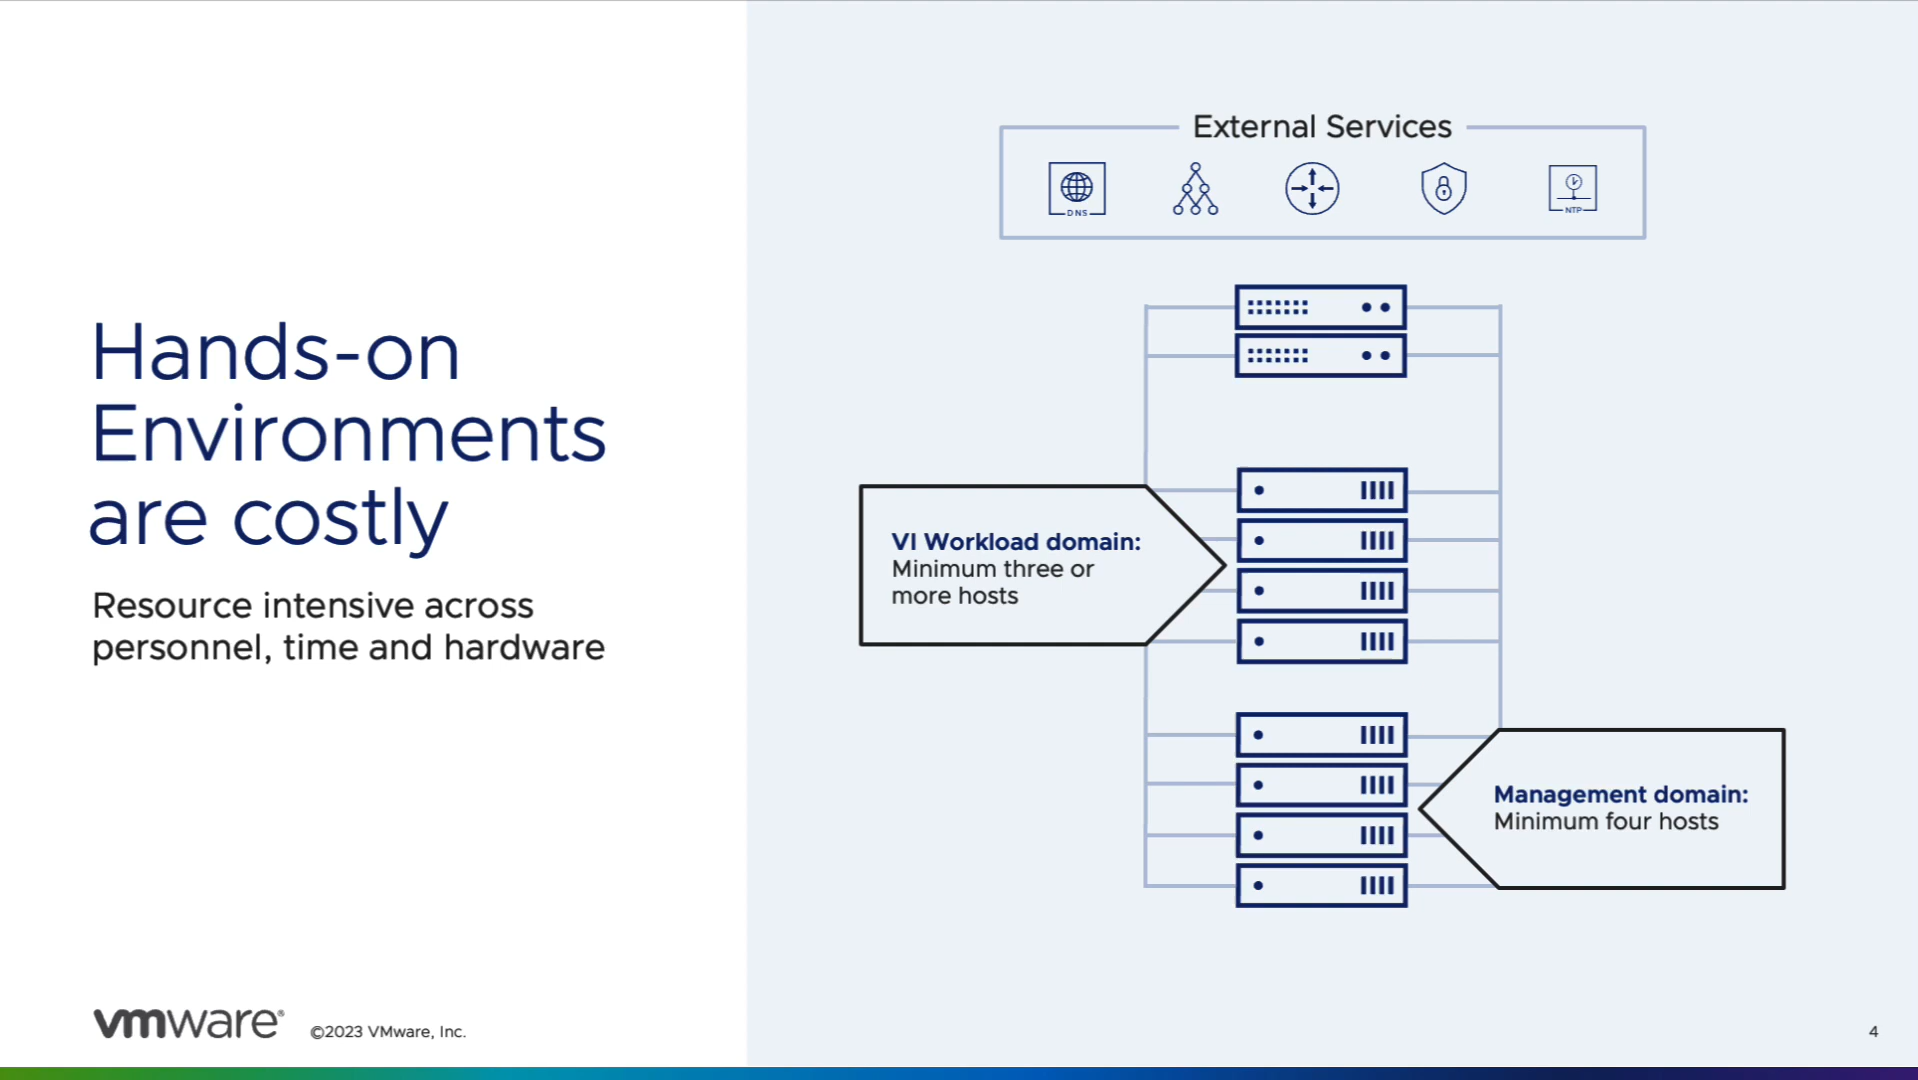 Hands-on
Environments
are costly
Resource intensive across
personnel, time and hardware
External Services
DNS
NTP
VI Workload domain:
Minimum three or
more hosts
Management domain:
Minimum four hosts
vmware®
©2023 VMware, Inc.
4